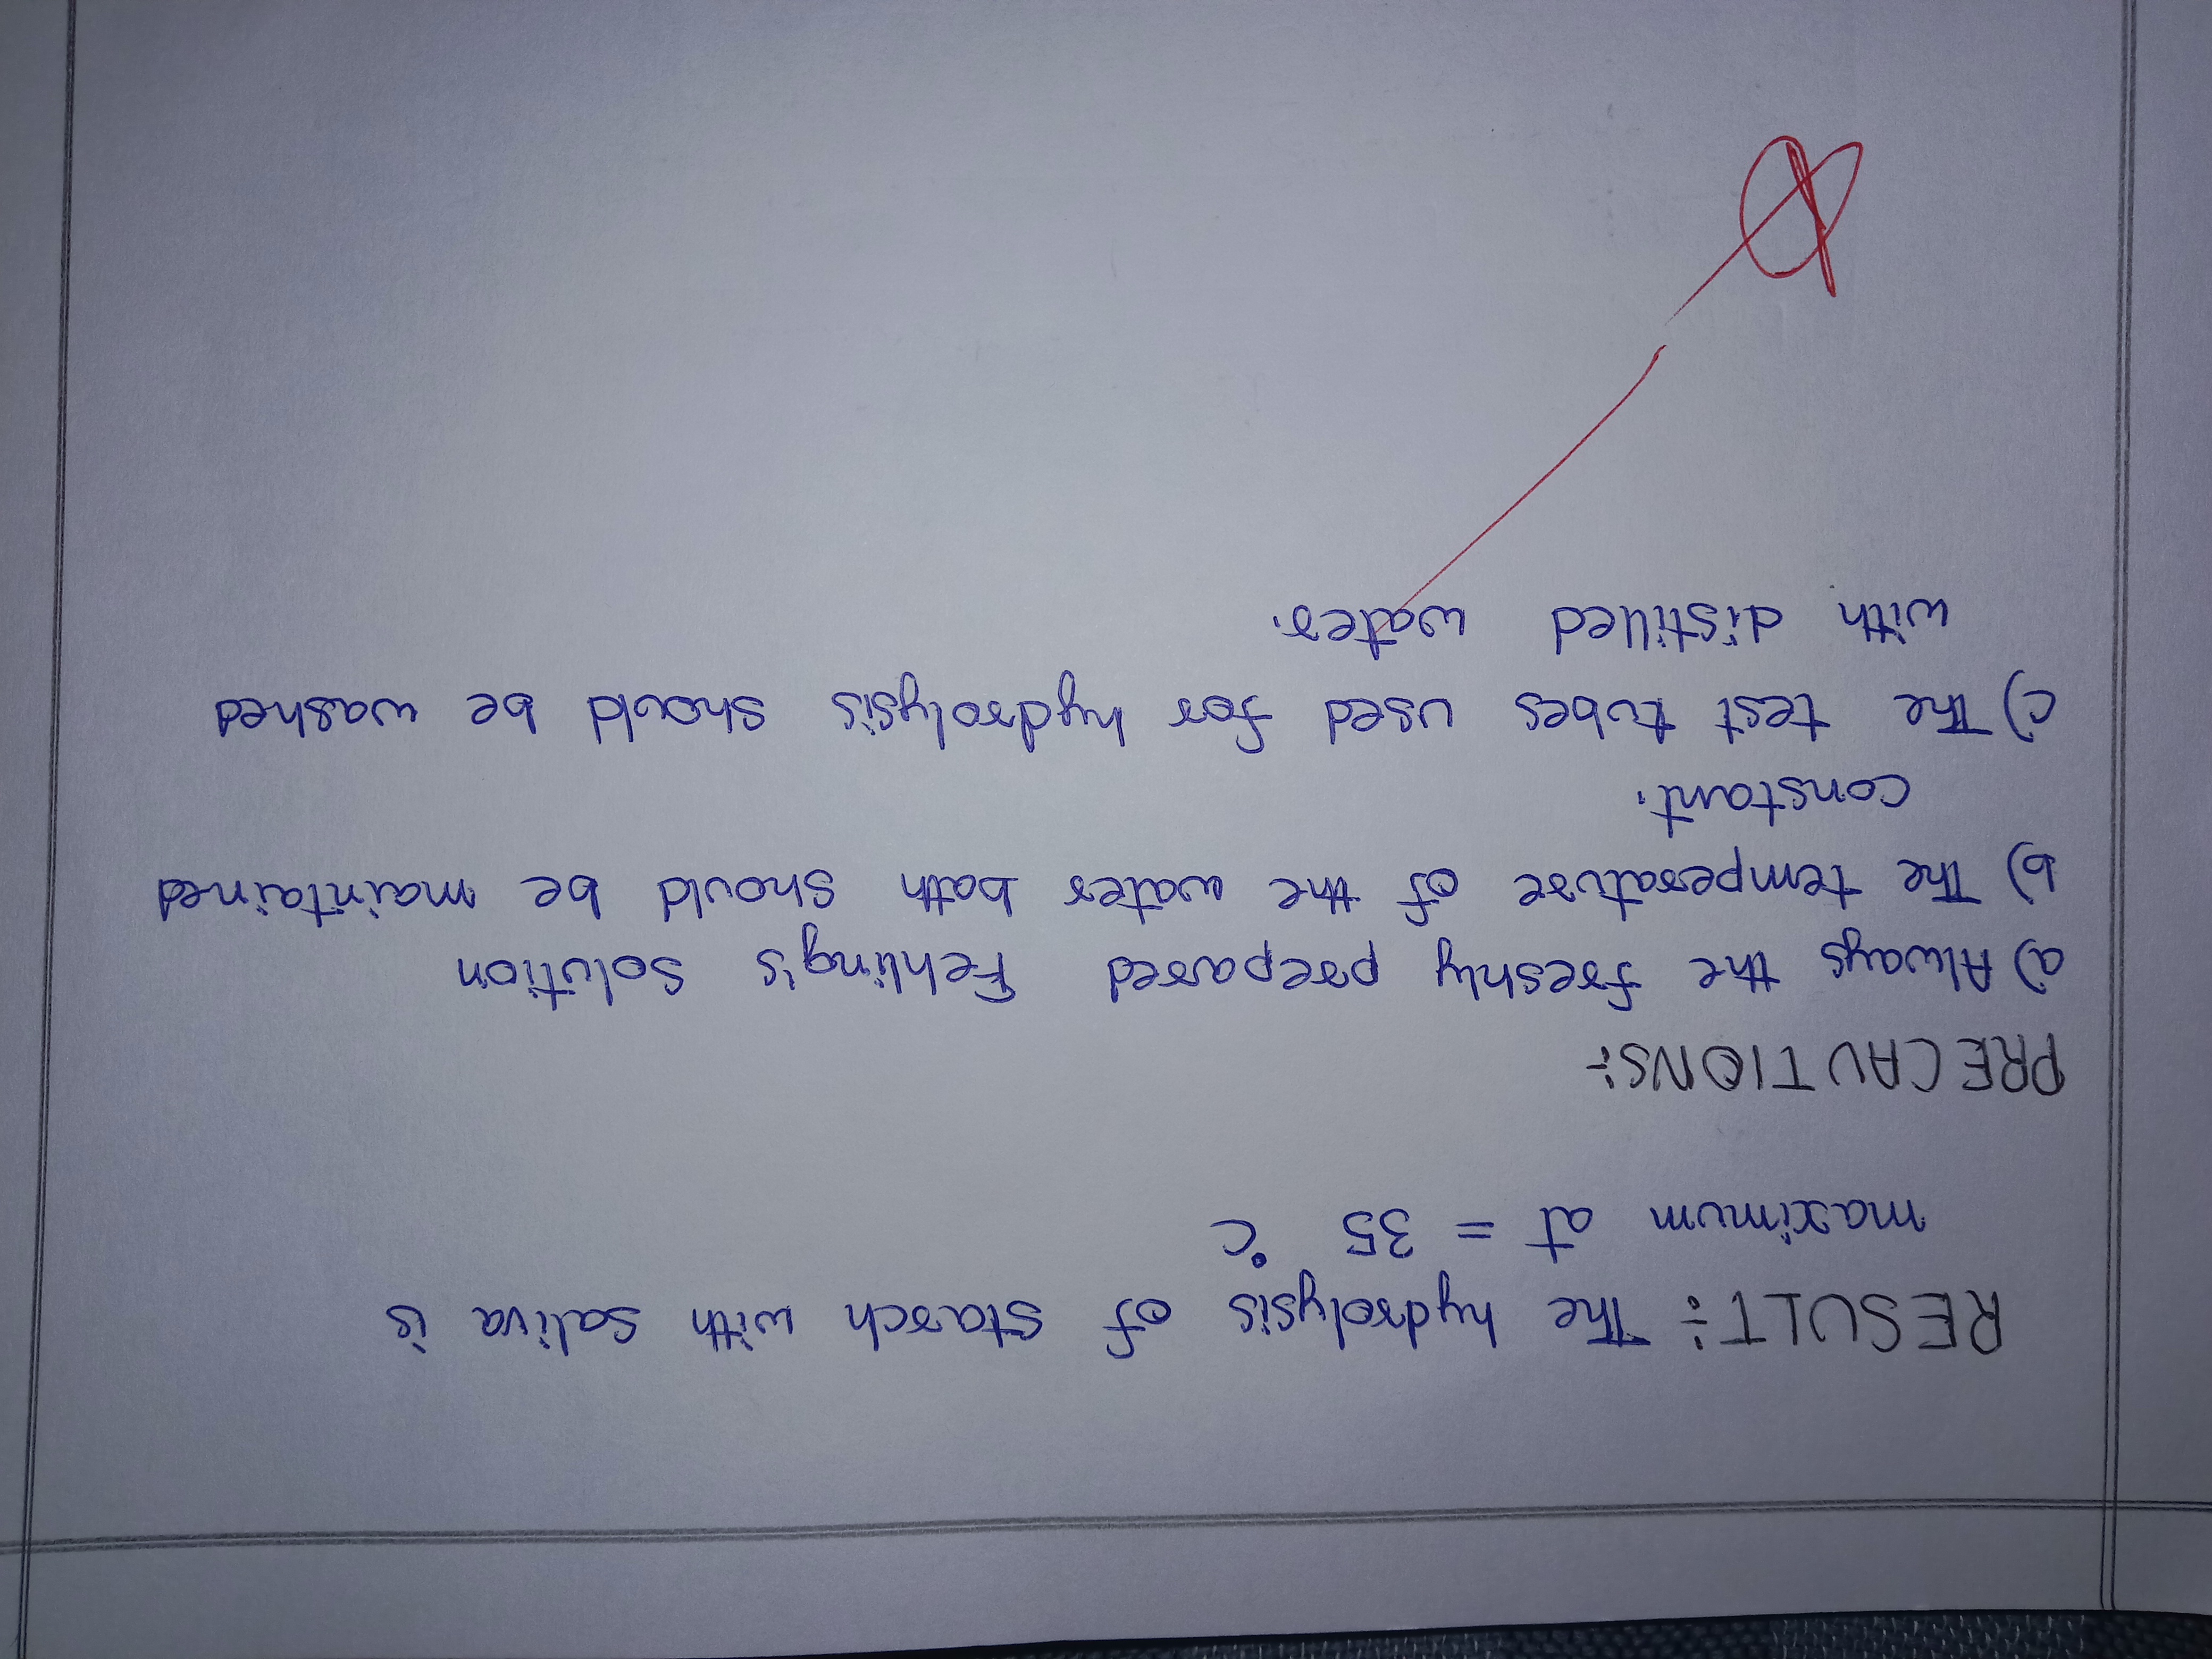 RESULT:- The hydrolysis of starch with saliva is
maximum at = 35 °C
PRECAUTIONS:-
a) Always the freshly prepared Fehling's solution
b) The temperature of the water bath should be maintained
constant.
c) The test tubes used for hydrolysis should be washed
with distilled water.